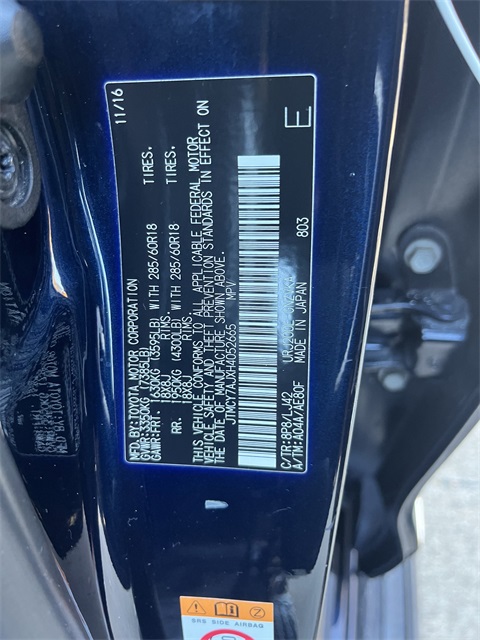 MFD. BY: TOYOTA MOTOR CORPORATION 11/16
GVWR: 3350KG (7385LB)
GAWR: FRT. 1630KG (3595LB) WITH 285/60R18 TIRES.
18X8J RIMS.
RR. 1950KG (4300LB) WITH 285/60R18 TIRES.
18X8J RIMS.
THIS VEHICLE CONFORMS TO ALL APPLICABLE FEDERAL MOTOR
VEHICLE SAFETY AND THEFT PREVENTION STANDARDS IN EFFECT ON
THE DATE OF MANUFACTURE SHOWN ABOVE.
JTMCY7AJXH4052665 MPV
C/TR: 8P8/LJ42
A/TM: A04A/AE80F MADE IN JAPAN
803
E
SRS SIDE AIRBAG